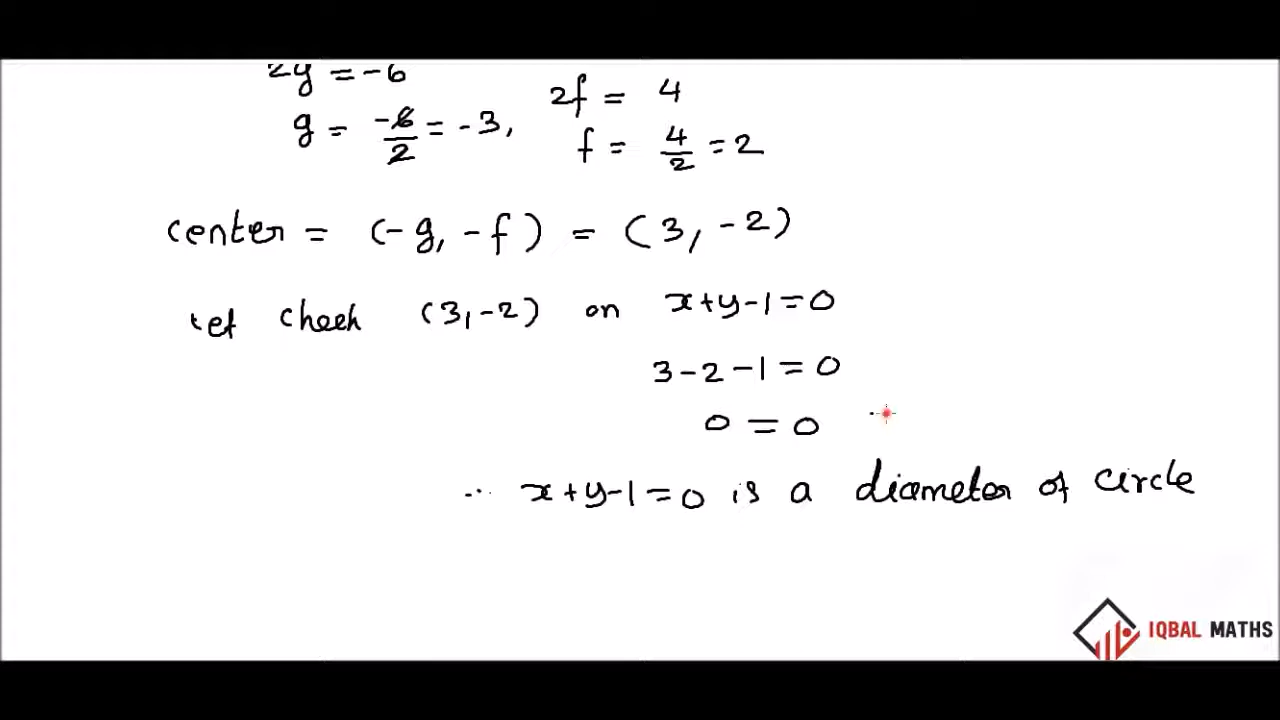 2g = -6
2f = 4
g = -6/2 = -3,
f = 4/2 = 2
center = (-g, -f) = (3, -2)
Let check (3, -2) on x+y-1=0
3-2-1=0
0 = 0
∴ x+y-1=0 is a diameter of circle
IQBAL MATHS